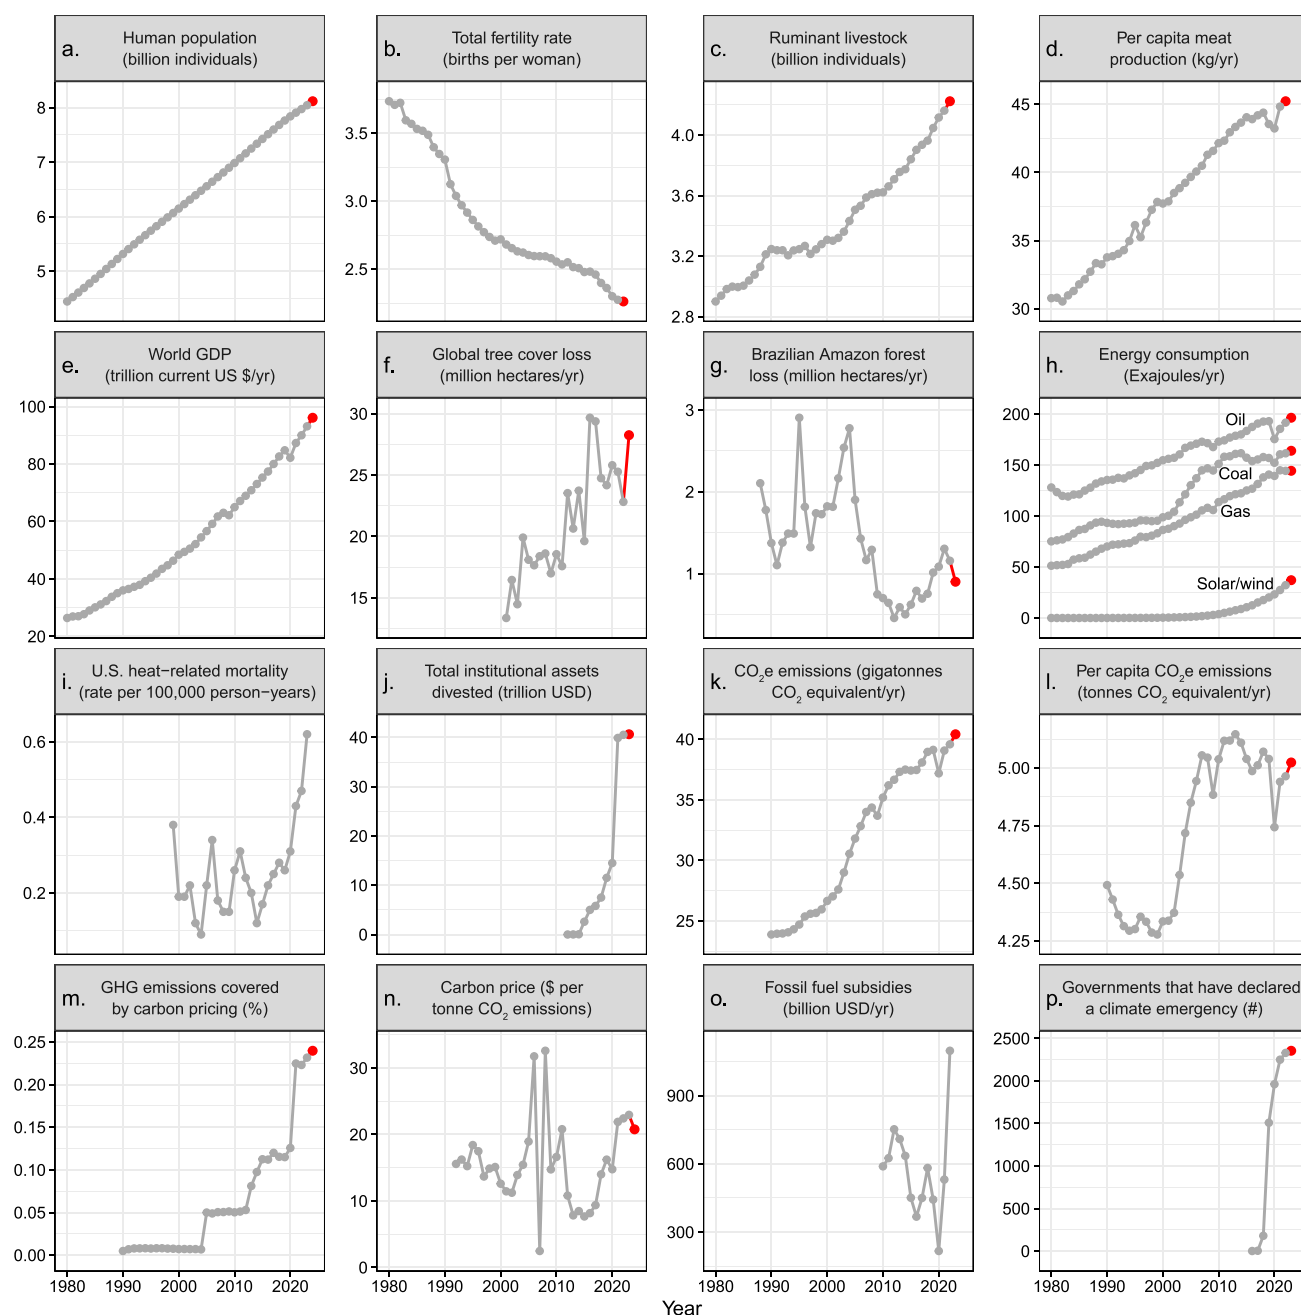 a.
Human population
(billion individuals)
b.
Total fertility rate
(births per woman)
c.
Ruminant livestock
(billion individuals)
d.
Per capita meat
production (kg/yr)
8
7
6
5
3.5
3.0
2.5
4.0
3.6
3.2
2.8
45
40
35
30
e.
World GDP
(trillion current US $/yr)
f.
Global tree cover loss
(million hectares/yr)
g.
Brazilian Amazon forest
loss (million hectares/yr)
h.
Energy consumption
(Exajoules/yr)
100
80
60
40
20
30
25
20
15
3
2
1
200
150
100
50
0
Oil
Coal
Gas
Solar/wind
i.
U.S. heat−related mortality
(rate per 100,000 person−years)
j.
Total institutional assets
divested (trillion USD)
k.
CO2e emissions (gigatonnes
CO2 equivalent/yr)
l.
Per capita CO2e emissions
(tonnes CO2 equivalent/yr)
0.6
0.4
0.2
40
30
20
10
0
40
35
30
25
5.00
4.75
4.50
4.25
m.
GHG emissions covered
by carbon pricing (%)
n.
Carbon price ($ per
tonne CO2 emissions)
o.
Fossil fuel subsidies
(billion USD/yr)
p.
Governments that have declared
a climate emergency (#)
0.25
0.20
0.15
0.10
0.05
0.00
30
20
10
0
900
600
300
2500
2000
1500
1000
500
0
1980 1990 2000 2010 2020
1980 1990 2000 2010 2020
1980 1990 2000 2010 2020
1980 1990 2000 2010 2020
Year